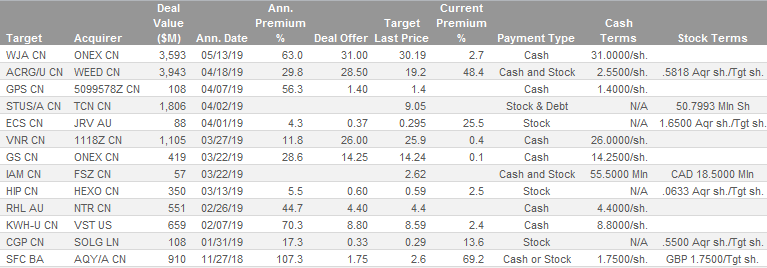 Deal Ann. Target Current
Value Premium Last Price Premium Cash
Target Acquirer ($M) Ann. Date % Deal Offer % Payment Type Terms Stock Terms
WJA CN ONEX CN 3,593 05/13/19 63.0 31.00 30.19 2.7 Cash 31.0000/sh.
ACRG/U CN WEED CN 3,943 04/18/19 29.8 28.50 19.2 48.4 Cash and Stock 2.5500/sh. .5818 Aqr sh./Tgt sh.
GPS CN 5099578Z CN 108 04/07/19 56.3 1.40 1.4 Cash 1.4000/sh.
STUS/A CN TCN CN 1,806 04/02/19 9.05 Stock & Debt N/A 50.7993 Mln Sh
ECS CN JRV AU 88 04/01/19 4.3 0.37 0.295 25.5 Stock N/A 1.6500 Aqr sh./Tgt sh.
VNR CN 1118Z CN 1,105 03/27/19 11.8 26.00 25.9 0.4 Cash 26.0000/sh.
GS CN ONEX CN 419 03/22/19 28.6 14.25 14.24 0.1 Cash 14.2500/sh.
IAM CN FSZ CN 57 03/22/19 2.62 Cash and Stock 55.5000 Mln CAD 18.5000 Mln
HIP CN HEXO CN 350 03/13/19 5.5 0.60 0.59 2.5 Stock N/A .0633 Aqr sh./Tgt sh.
RHL AU NTR CN 551 02/26/19 44.7 4.40 4.4 Cash 4.4000/sh.
KWH-U CN VST US 659 02/07/19 70.3 8.80 8.59 2.4 Cash 8.8000/sh.
CGP CN SOLG LN 108 01/31/19 17.3 0.33 0.29 13.6 Stock N/A .5500 Aqr sh./Tgt sh.
SFC BA AQY/A CN 910 11/27/18 107.3 1.75 2.6 69.2 Cash or Stock 1.7500/sh. GBP 1.7500/Tgt sh.